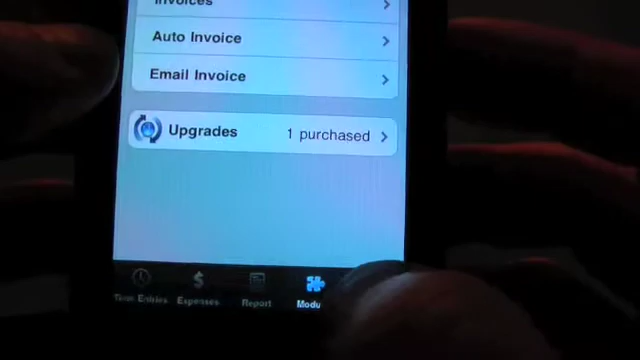 Invoices
Auto Invoice
Email Invoice
Upgrades 1 purchased
Time Entries Expenses Report Modu